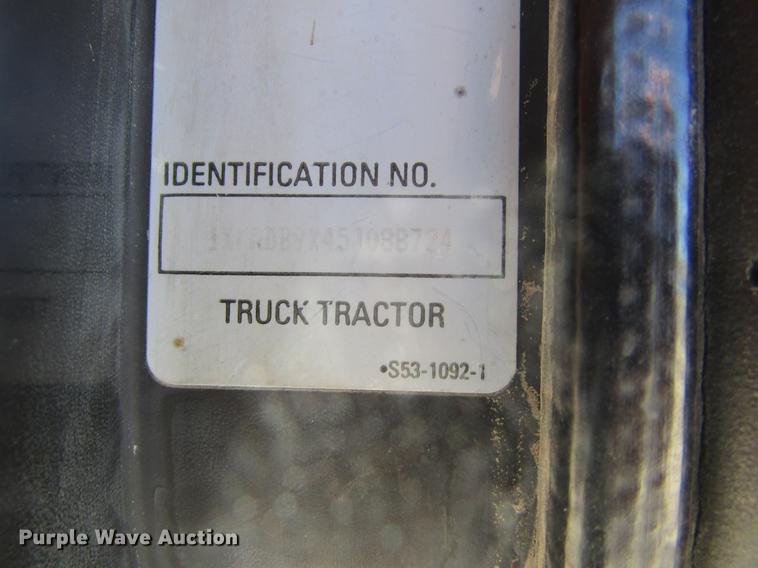 IDENTIFICATION NO.
TRUCK TRACTOR
•S53-1092-1
Purple Wave Auction